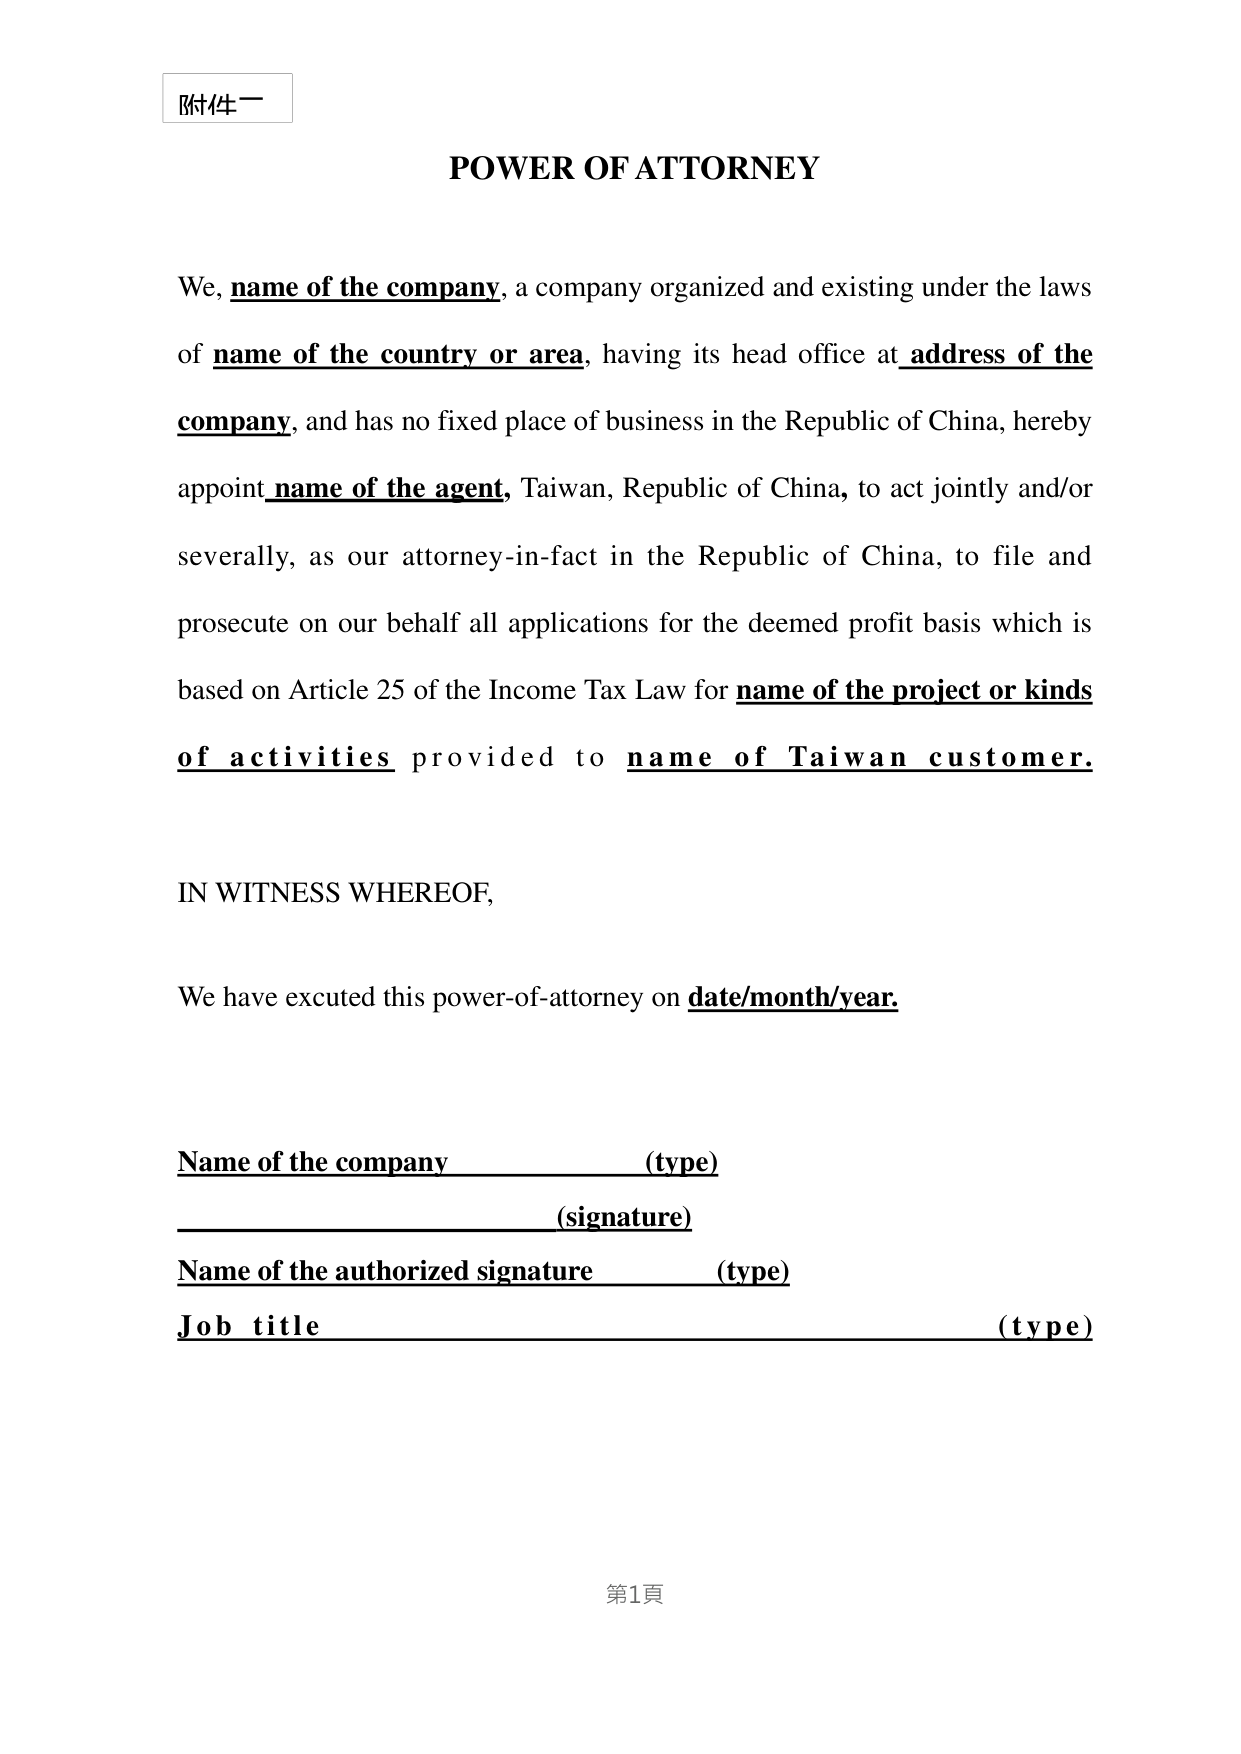 附件一
POWER OF ATTORNEY
We, name of the company, a company organized and existing under the laws
of name of the country or area, having its head office at address of the
company, and has no fixed place of business in the Republic of China, hereby
appoint name of the agent, Taiwan, Republic of China, to act jointly and/or
severally, as our attorney-in-fact in the Republic of China, to file and
prosecute on our behalf all applications for the deemed profit basis which is
based on Article 25 of the Income Tax Law for name of the project or kinds
of activities provided to name of Taiwan customer.
IN WITNESS WHEREOF,
We have excuted this power-of-attorney on date/month/year.
Name of the company (type)
(signature)
Name of the authorized signature (type)
Job title (type)
第1頁